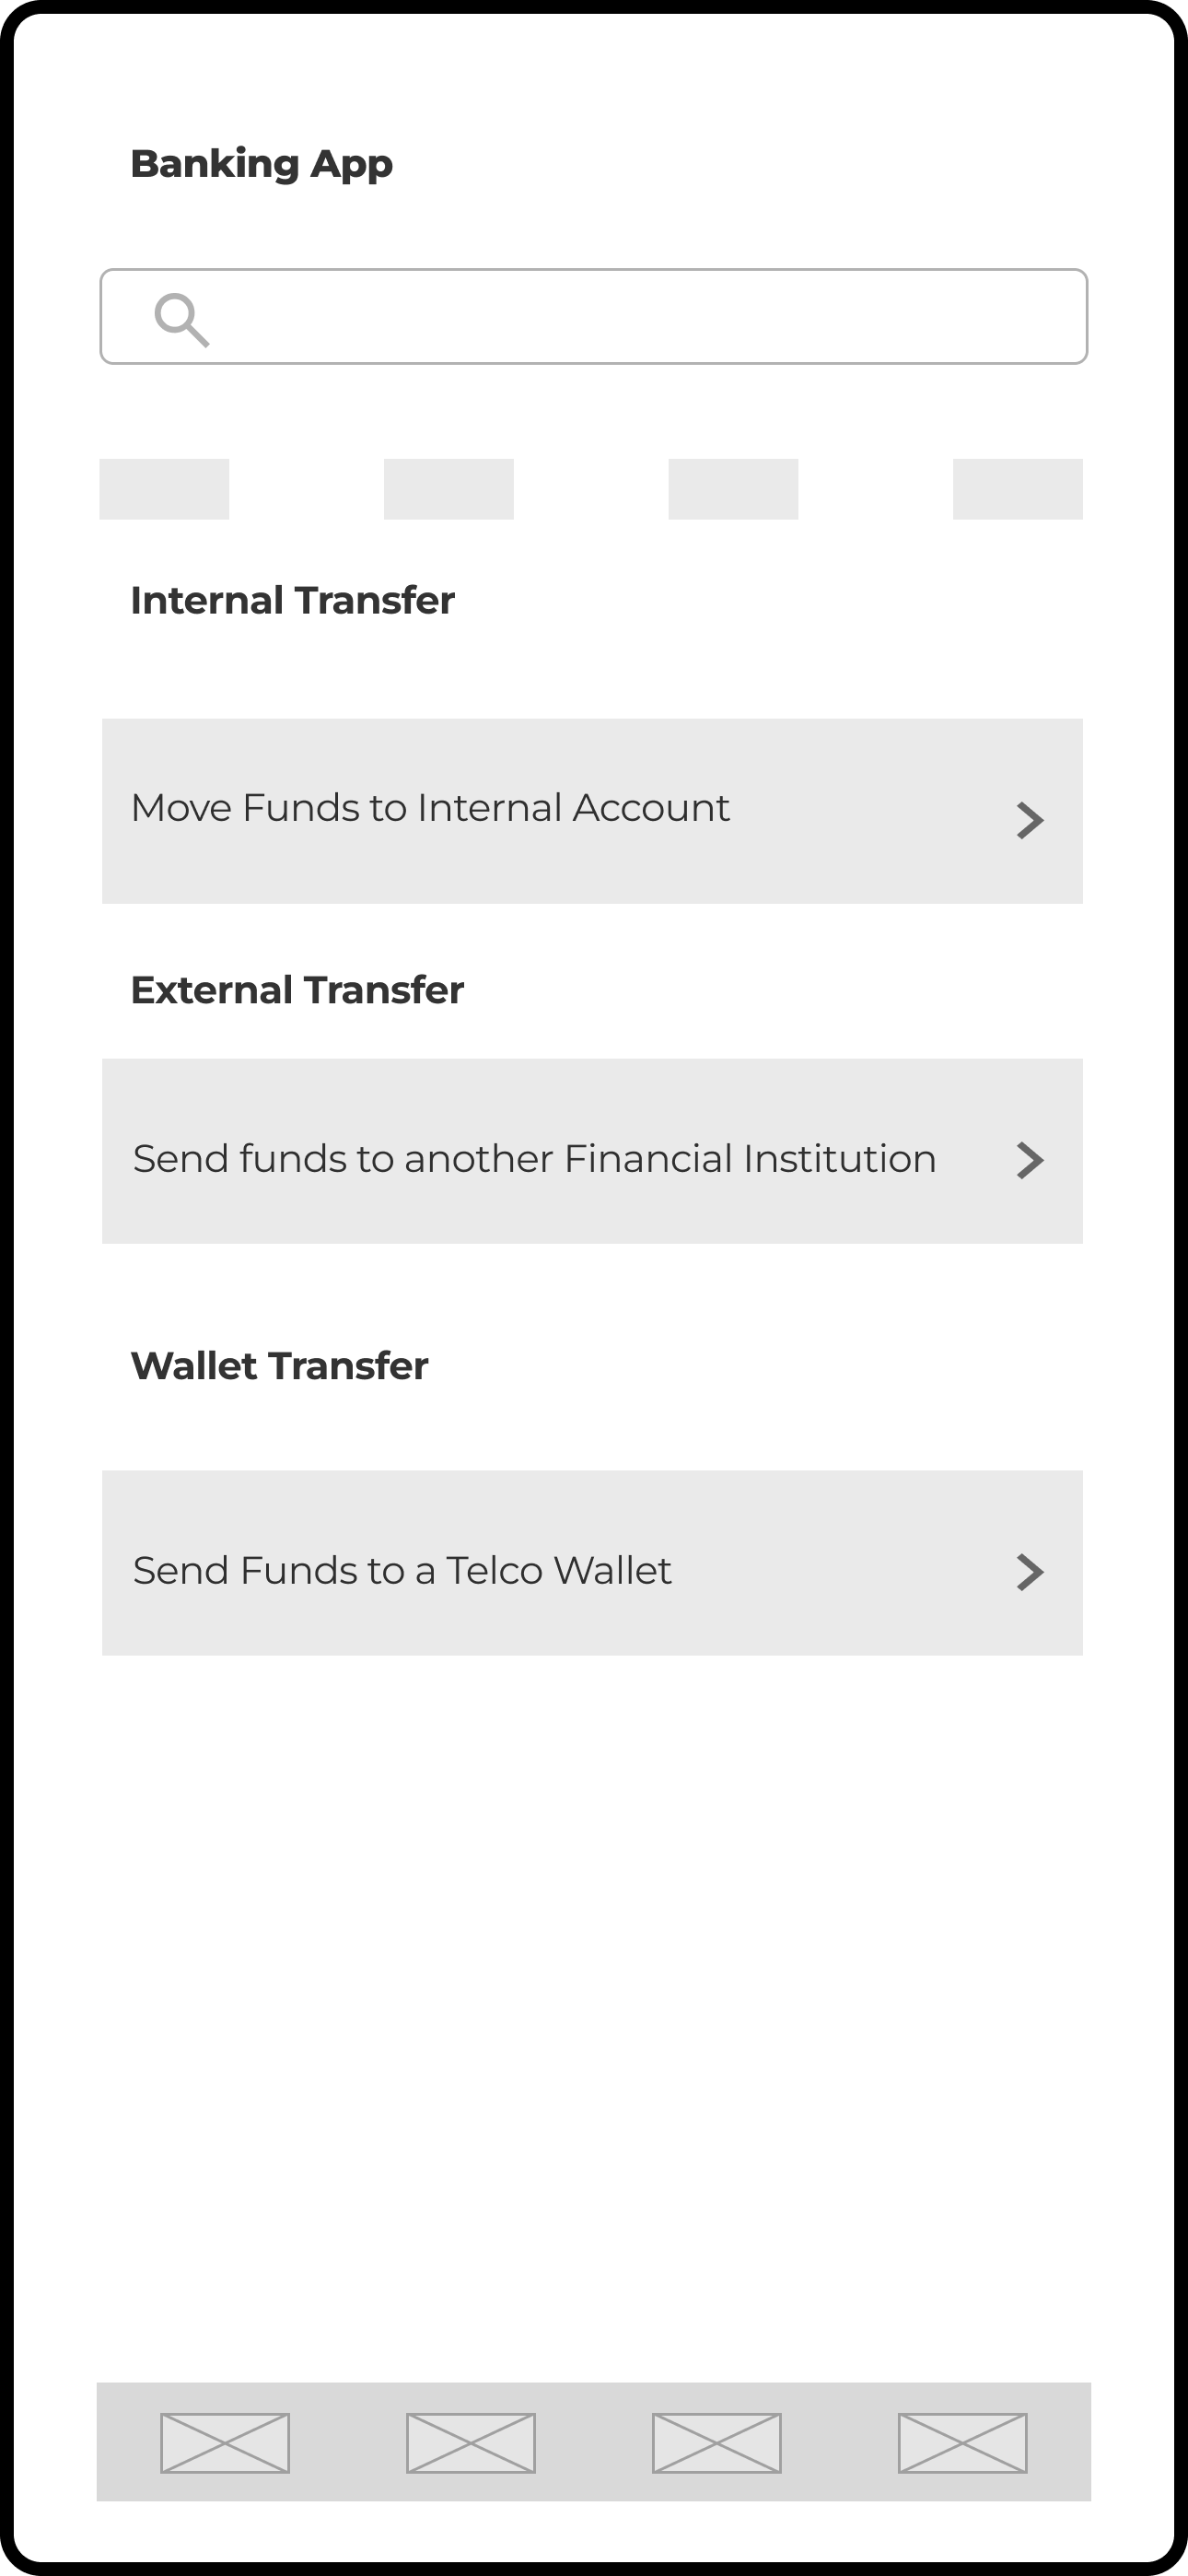 Banking App
Internal Transfer
Move Funds to Internal Account
External Transfer
Send funds to another Financial Institution
Wallet Transfer
Send Funds to a Telco Wallet